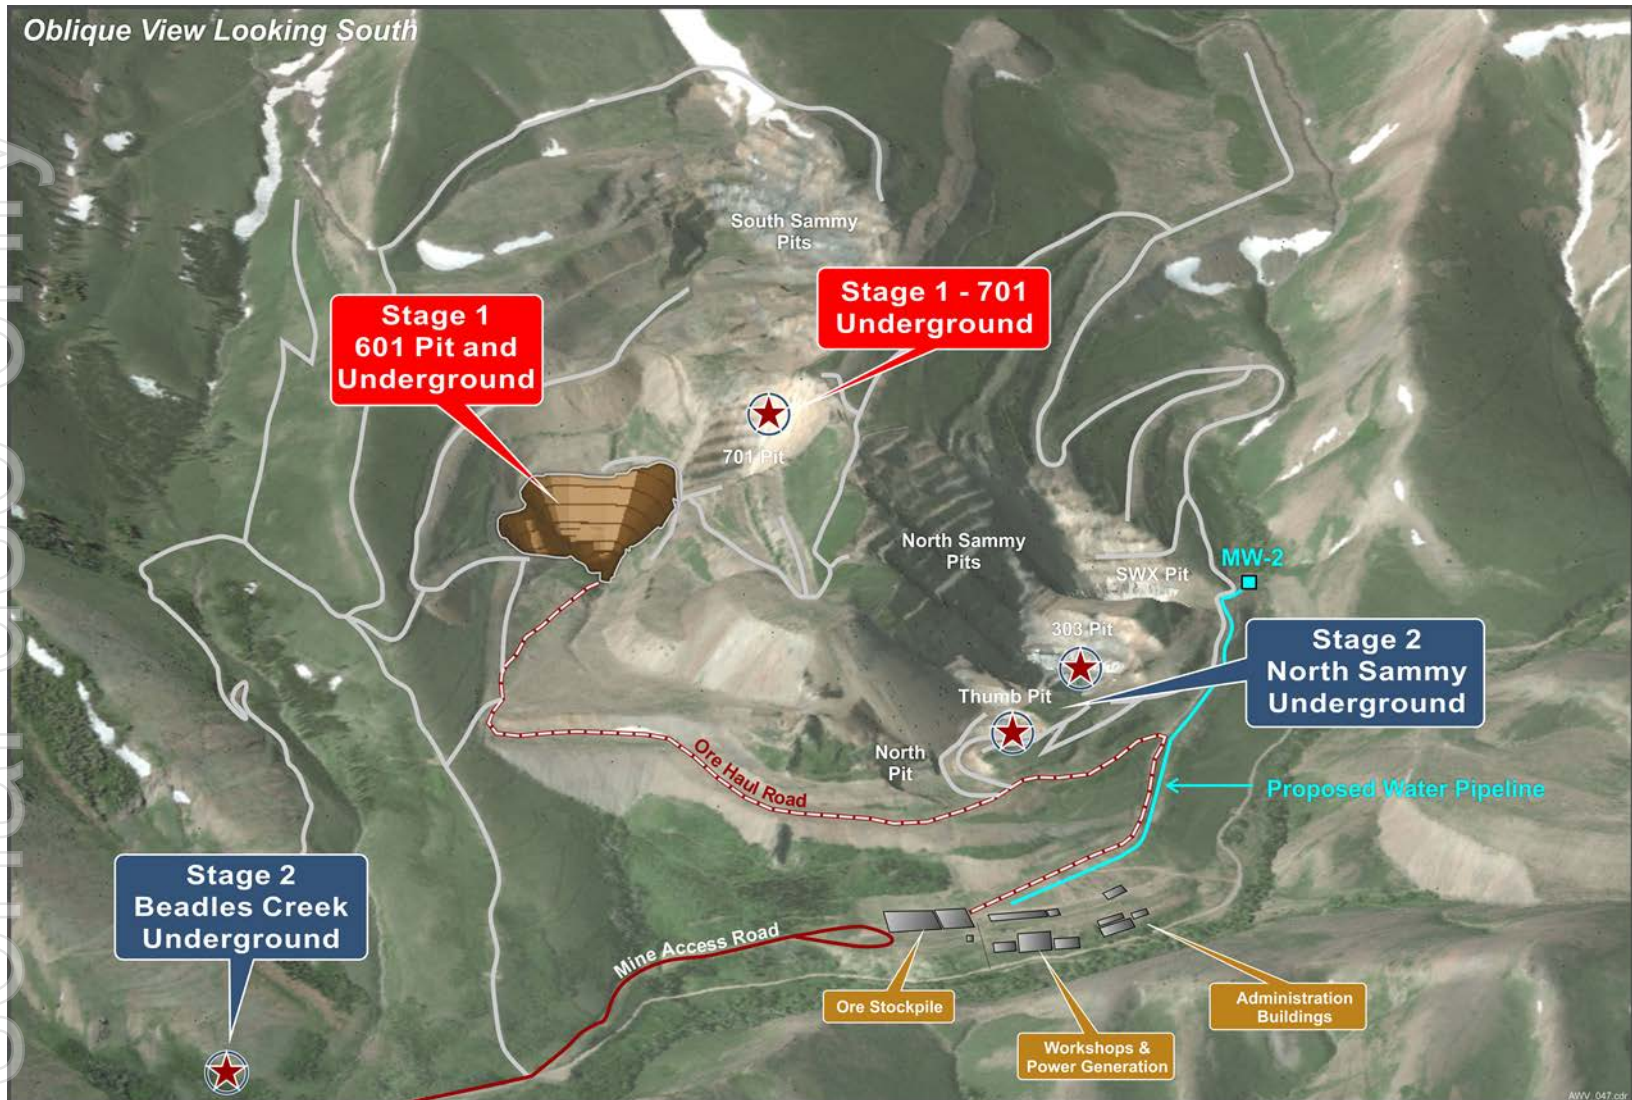 Oblique View Looking South
South Sammy
Pits
Stage 1
601 Pit and
Underground
Stage 1 - 701
Underground
701 Pit
North Sammy
Pits
SWX Pit
MW-2
303 Pit
Stage 2
North Sammy
Underground
Thumb Pit
North
Pit
Ore Haul Road
Proposed Water Pipeline
Stage 2
Beadles Creek
Underground
Mine Access Road
Ore Stockpile
Administration
Buildings
Workshops &
Power Generation
AWV_047.cdr